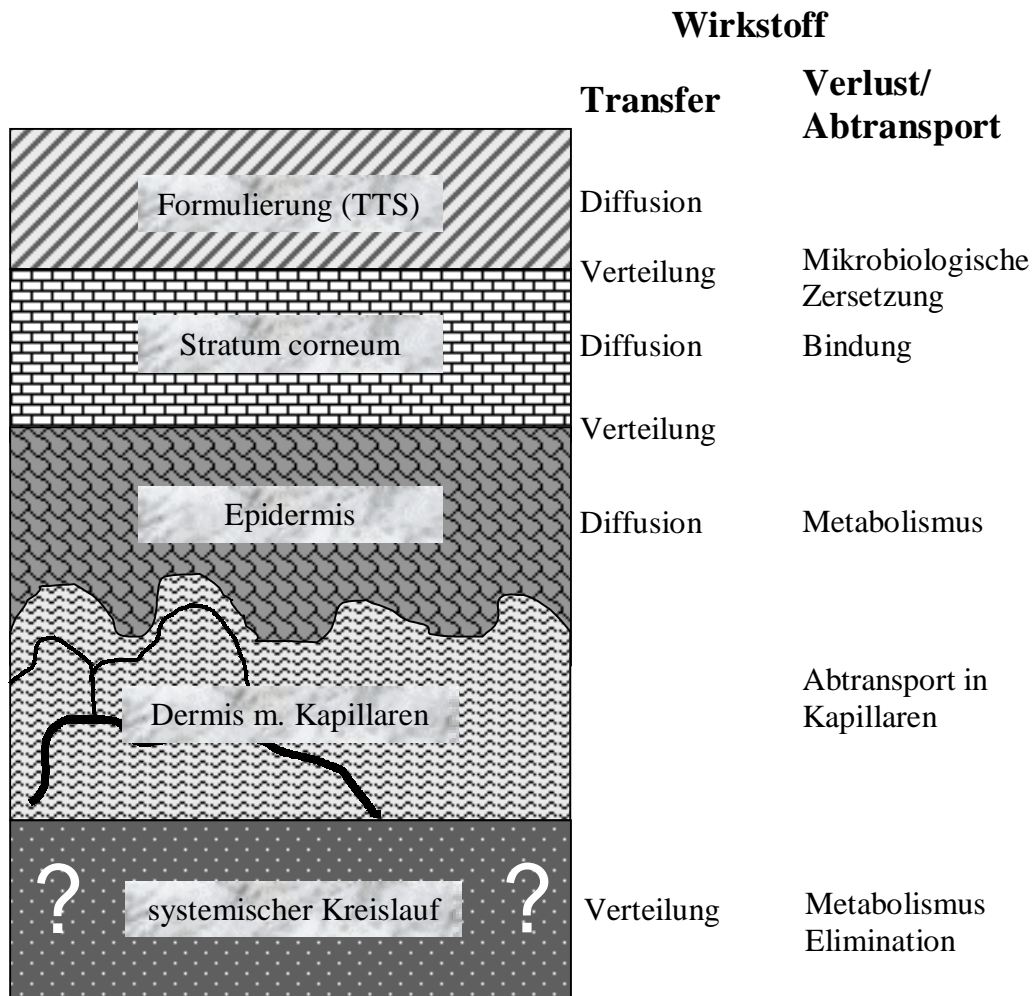 Wirkstoff
Transfer
Verlust/
Abtransport
Formulierung (TTS)
Diffusion
Verteilung
Mikrobiologische
Zersetzung
Stratum corneum
Diffusion
Bindung
Verteilung
Epidermis
Diffusion
Metabolismus
Dermis m. Kapillaren
Abtransport in
Kapillaren
?
systemischer Kreislauf
?
Verteilung
Metabolismus
Elimination